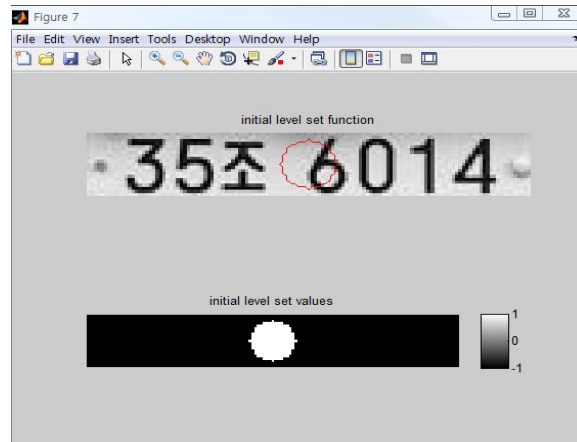 Figure 7
File Edit View Insert Tools Desktop Window Help
initial level set function
35조 6014
initial level set values
1
0
-1